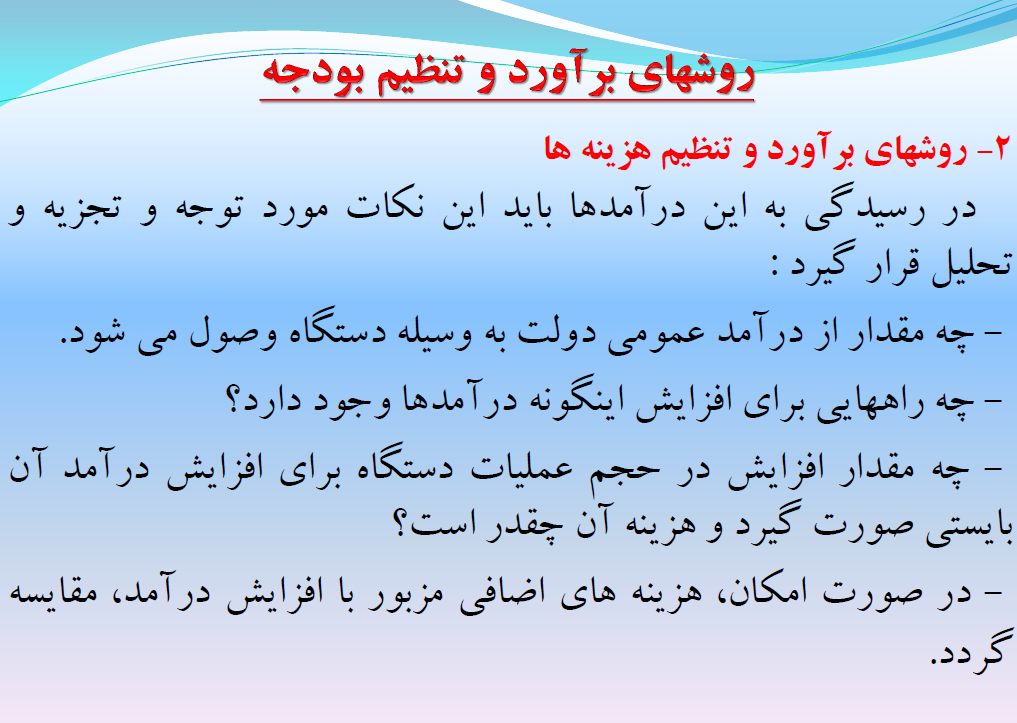 روشهای برآورد و تنظیم بودجه
۲- روشهای برآورد و تنظیم هزینه ها
در رسیدگی به این درآمدها باید این نکات مورد توجه و تجزیه و
تحلیل قرار گیرد :
- چه مقدار از درآمد عمومی دولت به وسیله دستگاه وصول می شود.
- چه راههایی برای افزایش اینگونه درآمدها وجود دارد؟
- چه مقدار افزایش در حجم عملیات دستگاه برای افزایش درآمد آن
بایستی صورت گیرد و هزینه آن چقدر است؟
- در صورت امکان، هزینه های اضافی مزبور با افزایش درآمد، مقایسه
گردد.